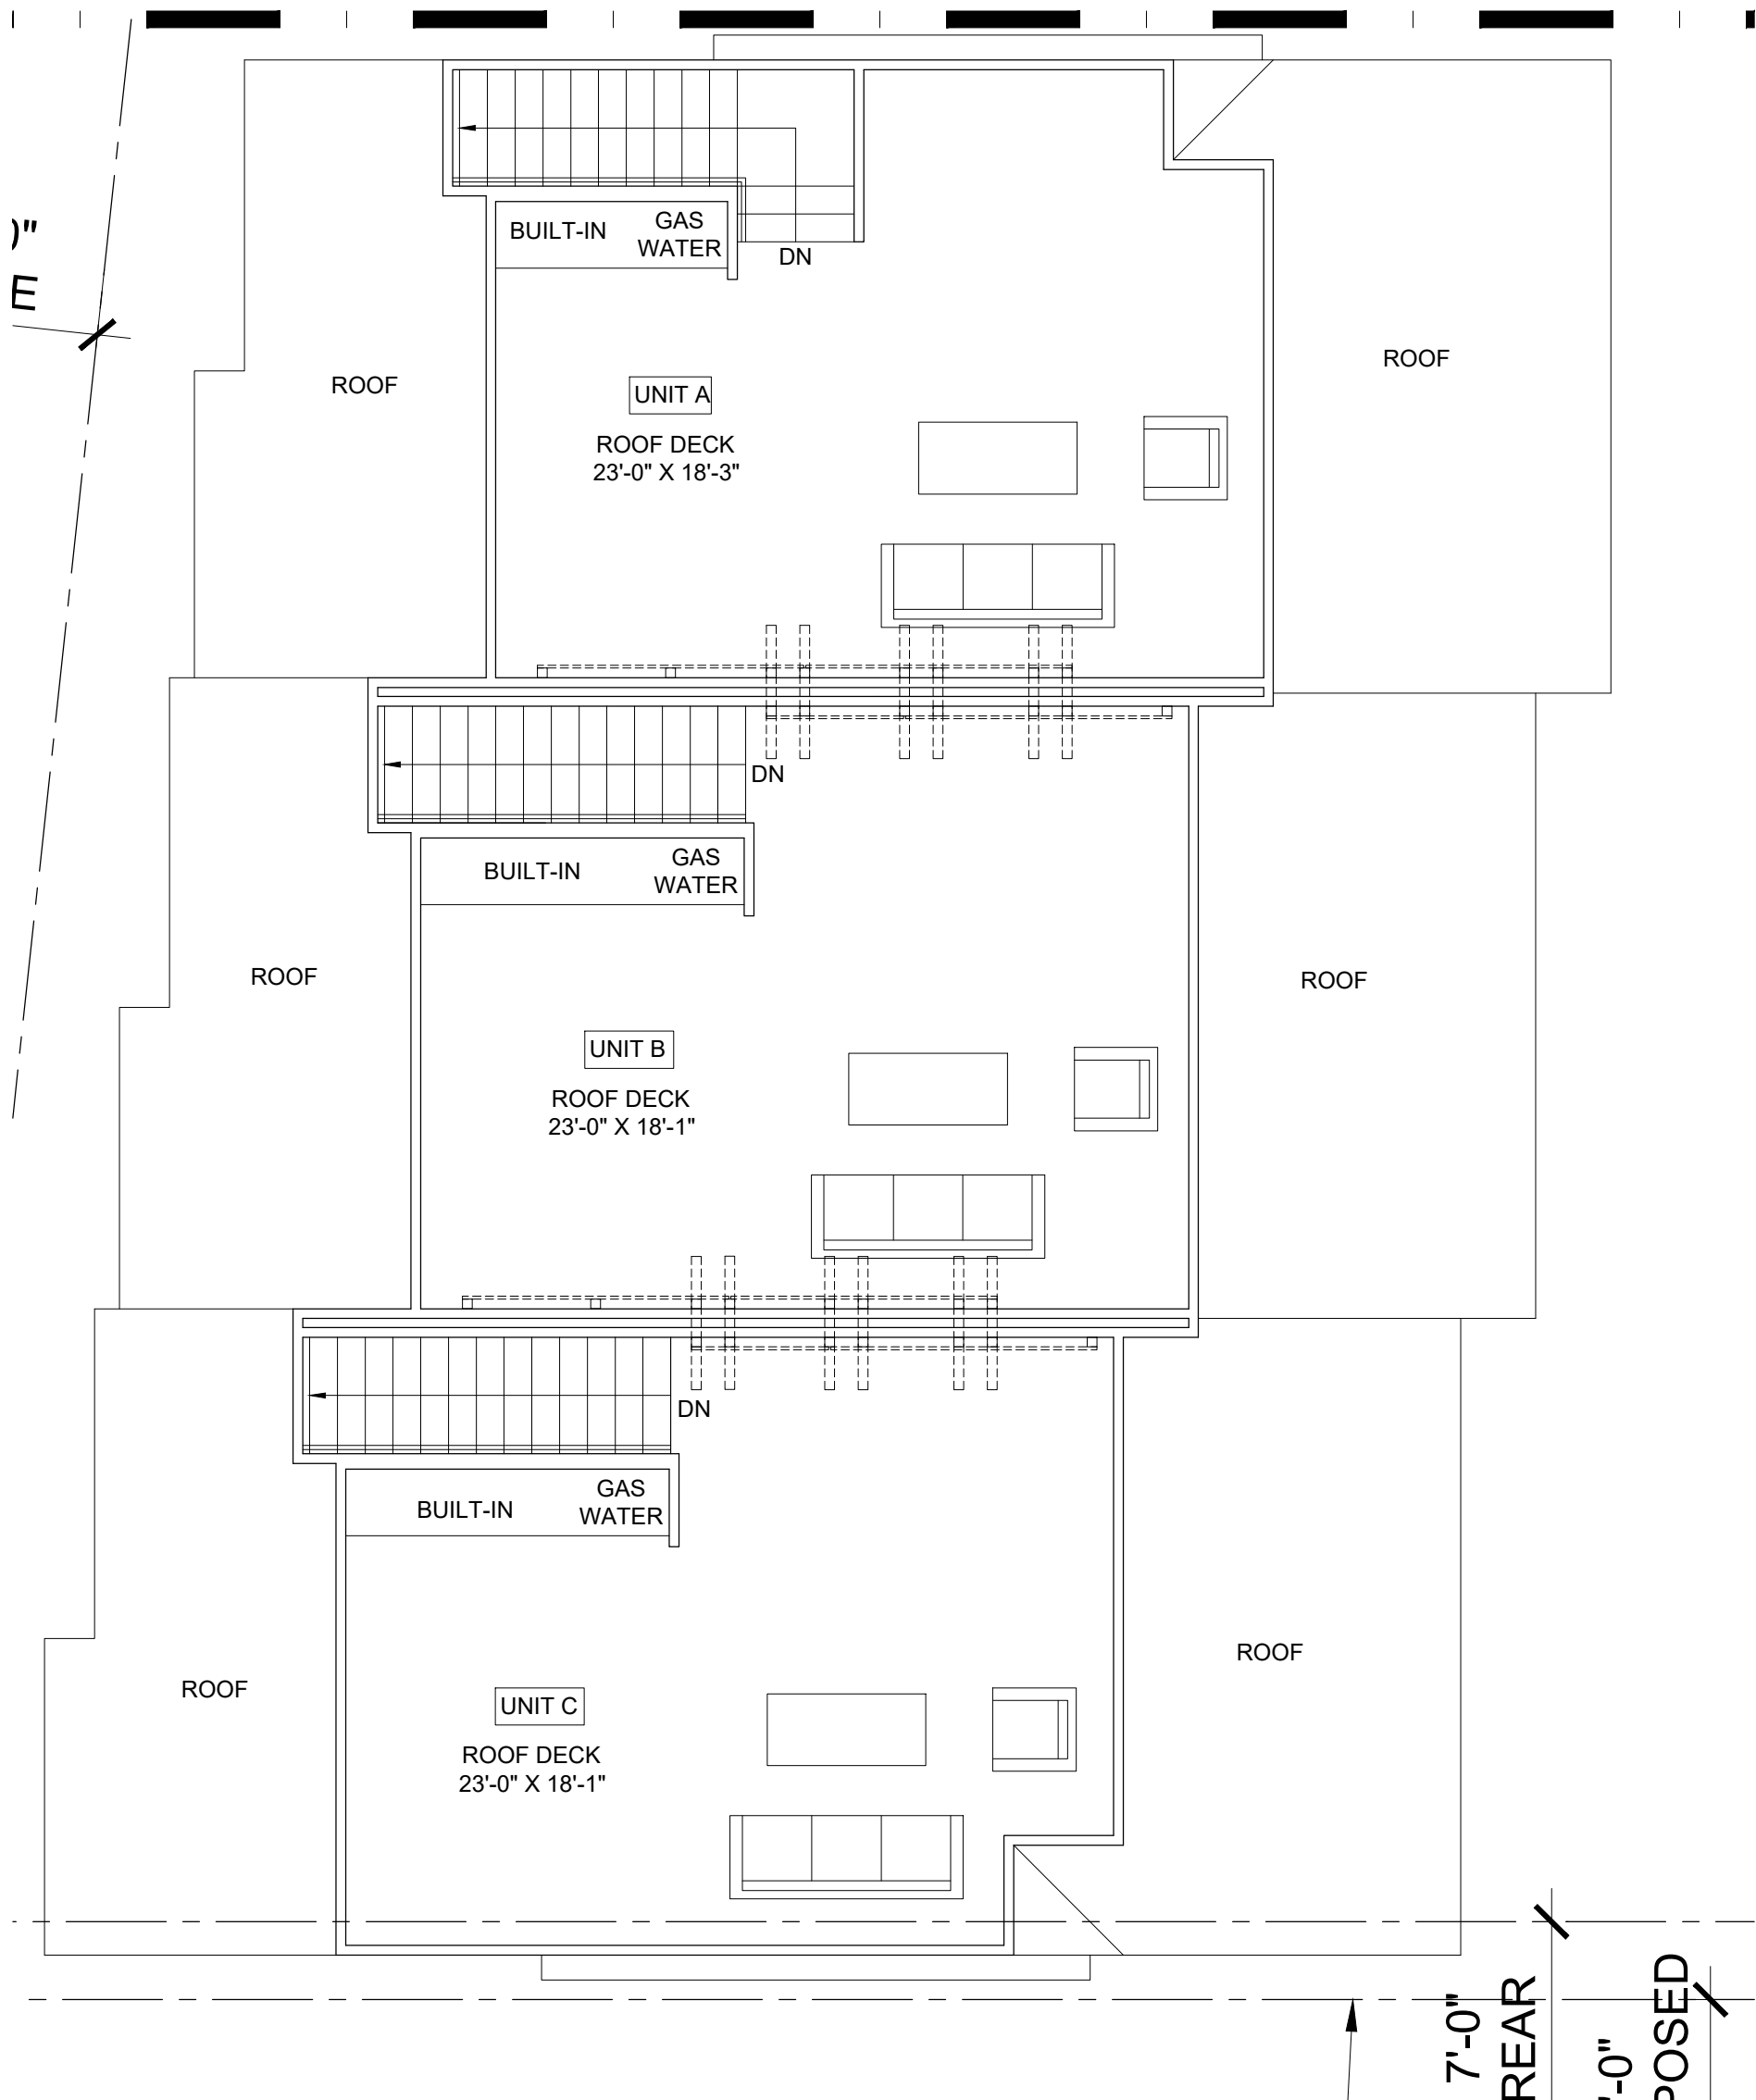 BUILT-IN
GAS
WATER
DN
ROOF
ROOF
UNIT A
ROOF DECK
23'-0" X 18'-3"
DN
BUILT-IN
GAS
WATER
ROOF
ROOF
UNIT B
ROOF DECK
23'-0" X 18'-1"
DN
BUILT-IN
GAS
WATER
ROOF
ROOF
UNIT C
ROOF DECK
23'-0" X 18'-1"
7'-0"
REAR